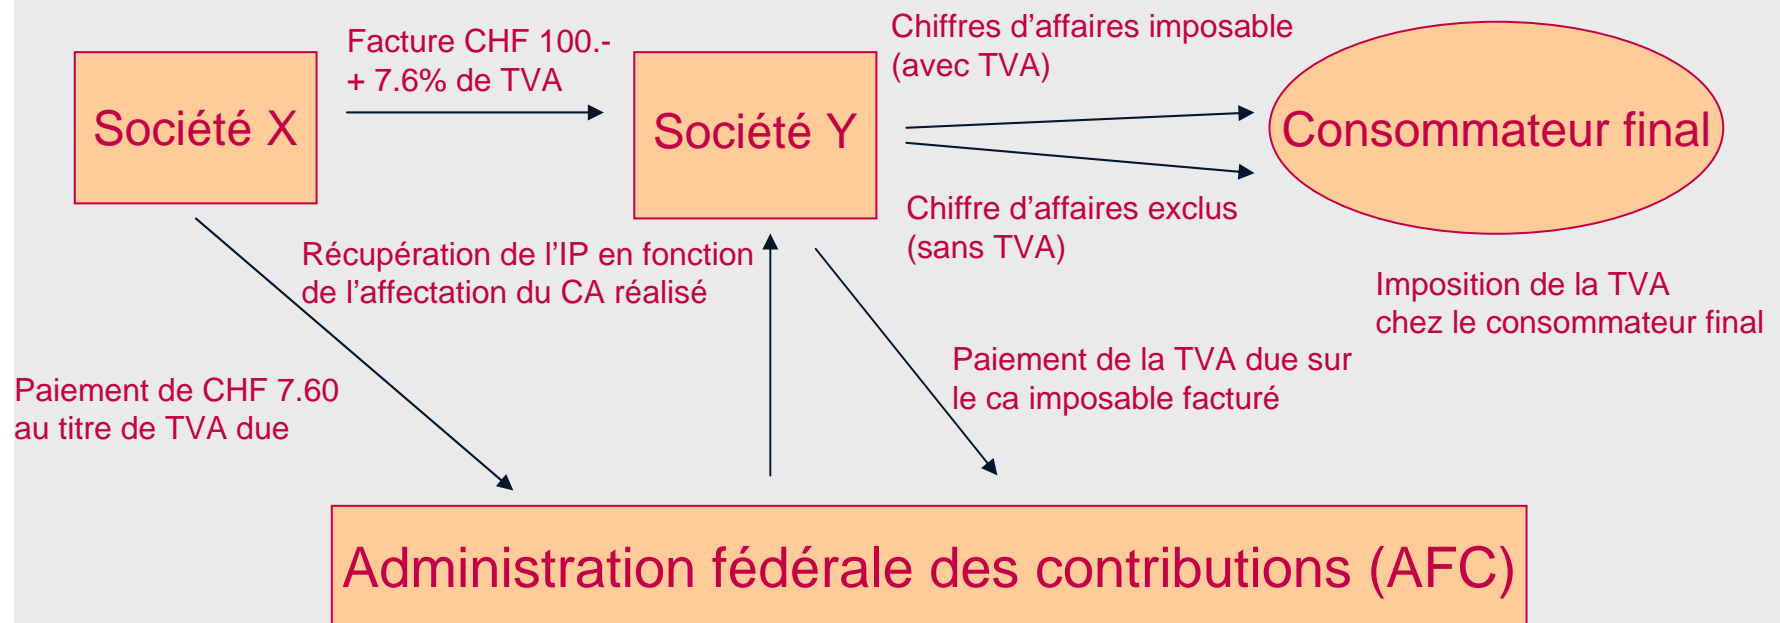 Facture CHF 100.-
+ 7.6% de TVA
Chiffres d'affaires imposable
(avec TVA)
Société X
Société Y
Consommateur final
Chiffre d'affaires exclus
(sans TVA)
Récupération de l'IP en fonction
de l'affectation du CA réalisé
Imposition de la TVA
chez le consommateur final
Paiement de CHF 7.60
au titre de TVA due
Paiement de la TVA due sur
le ca imposable facturé
Administration fédérale des contributions (AFC)